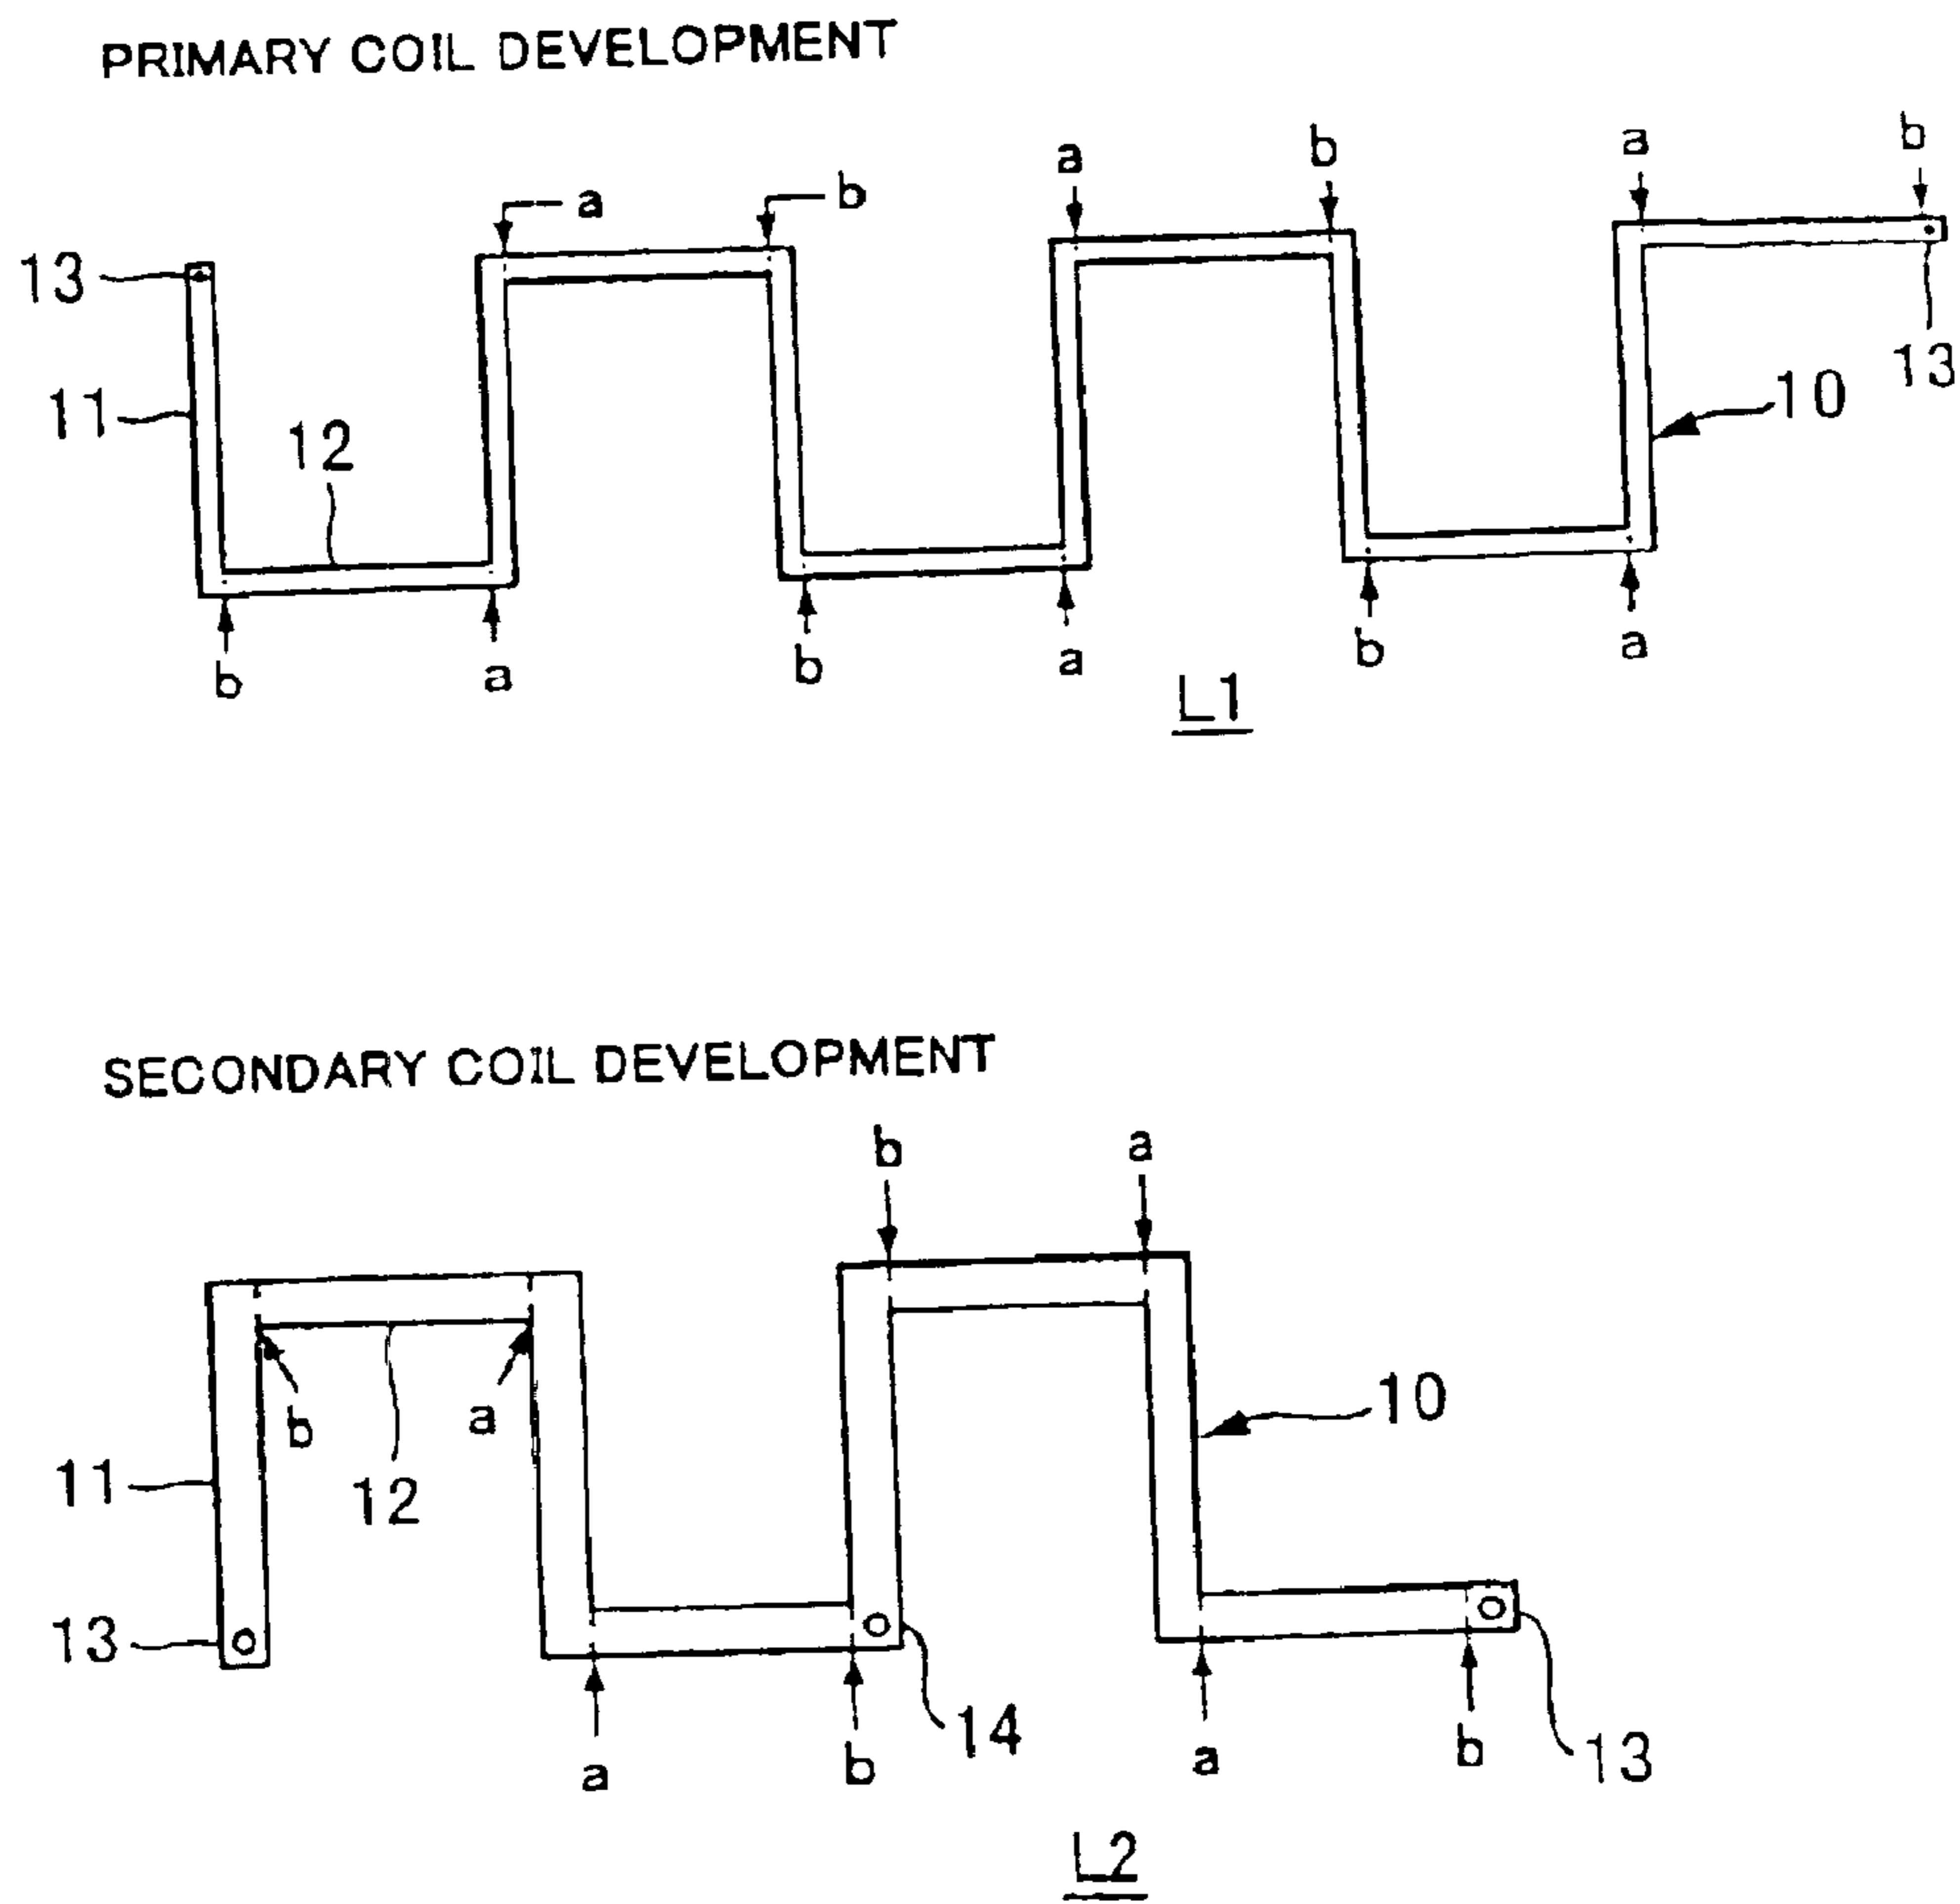 PRIMARY COIL DEVELOPMENT
a b a b
a b
13
11
12
13
10
b a b a b a
L1
SECONDARY COIL DEVELOPMENT
b a
b a
10
11
12
13
14
13
a b a b
L2